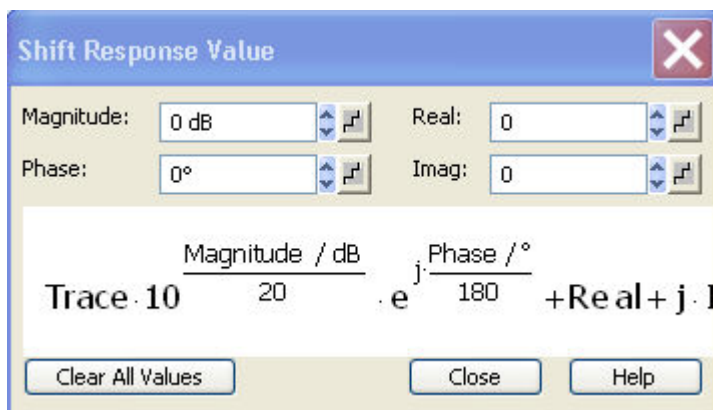 Shift Response Value
Magnitude: 0 dB Real: 0
Phase: 0° Imag: 0
Magnitude / dB Phase / °
Trace · 10 20 · e j· 180 + Real + j ·
Clear All Values Close Help